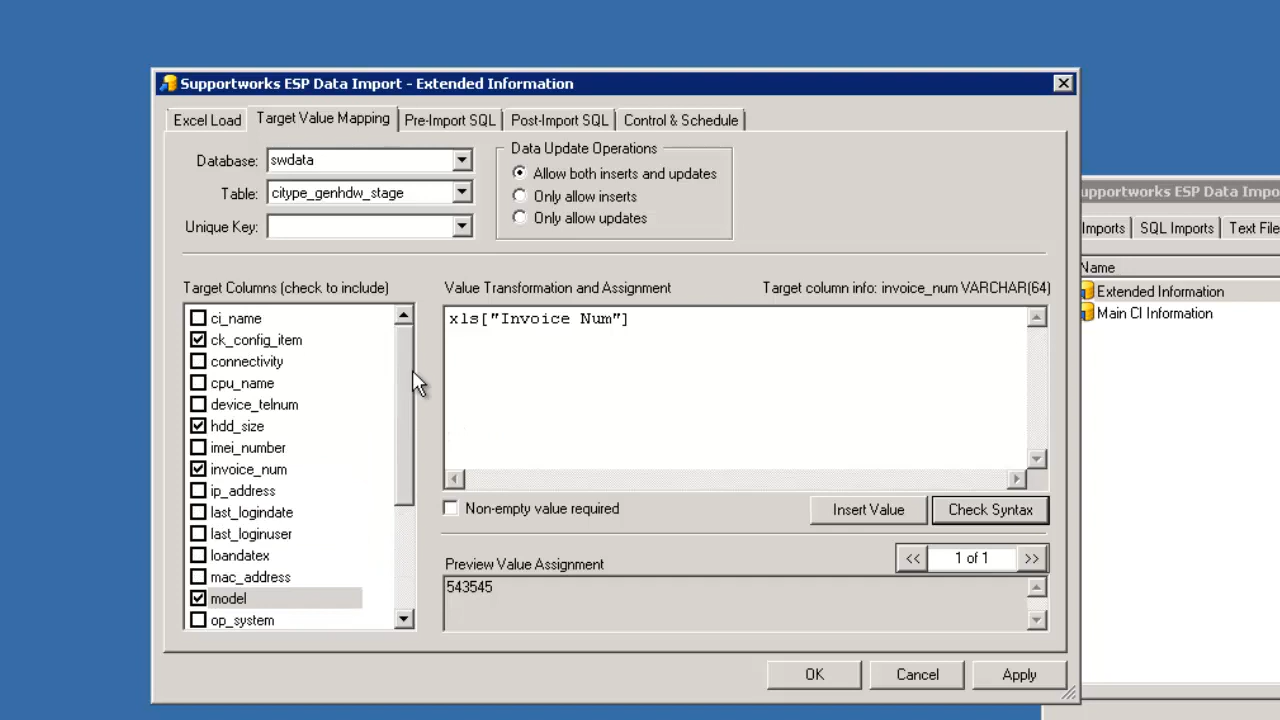 Supportworks ESP Data Import - Extended Information
Excel Load
Target Value Mapping
Pre-Import SQL
Post-Import SQL
Control & Schedule
Database:
swdata
Table:
citype_genhdw_stage
Unique Key:
Data Update Operations
Allow both inserts and updates
Only allow inserts
Only allow updates
Target Columns (check to include)
ci_name
ck_config_item
connectivity
cpu_name
device_telnum
hdd_size
imei_number
invoice_num
ip_address
last_logindate
last_loginuser
loandatex
mac_address
model
op_system
Value Transformation and Assignment
Target column info: invoice_num VARCHAR(64)
xls["Invoice Num"]
Non-empty value required
Insert Value
Check Syntax
Preview Value Assignment
<<
1 of 1
>>
543545
OK
Cancel
Apply
upportworks ESP Data Impo
Imports
SQL Imports
Text File
Name
Extended Information
Main CI Information